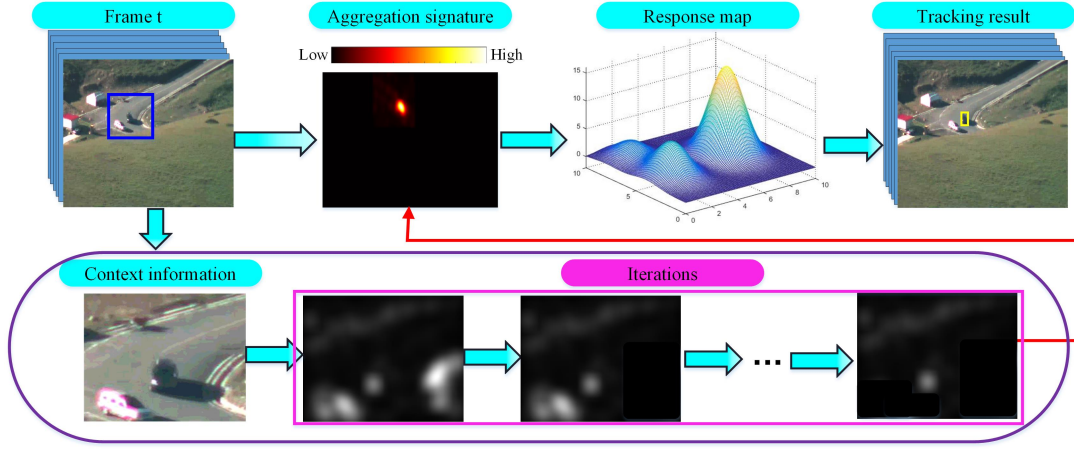 Frame t
Aggregation signature
Response map
Tracking result
Low
High
15
10
5
0
10
5
0
0
2
4
6
8
10
Context information
Iterations
...